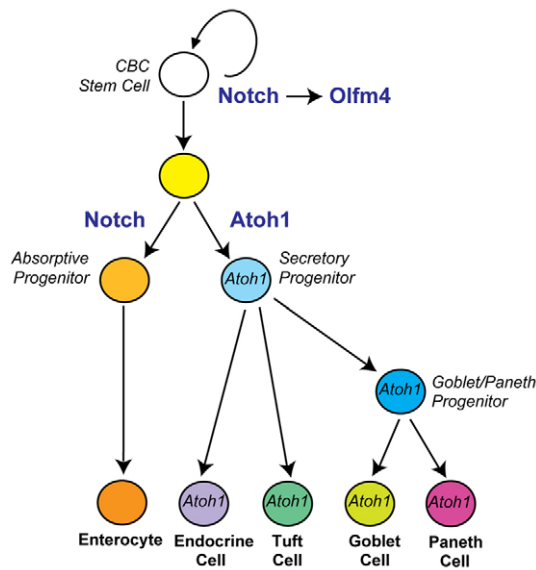 CBC
Stem Cell
Notch → Olfm4
Notch
Atoh1
Absorptive
Progenitor
Atoh1
Secretory
Progenitor
Atoh1
Goblet/Paneth
Progenitor
Atoh1
Atoh1
Atoh1
Atoh1
Enterocyte
Endocrine
Cell
Tuft
Cell
Goblet
Cell
Paneth
Cell